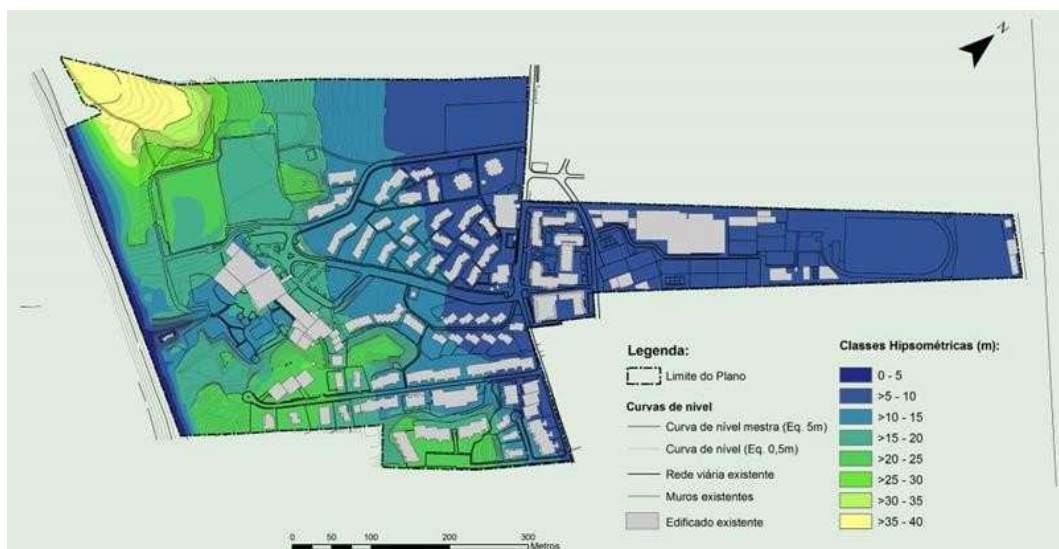 N
Legenda:
Limite do Plano
Curvas de nível
Curva de nível mestra (Eq. 5m)
Curva de nível (Eq. 0,5m)
Rede viária existente
Muros existentes
Edificado existente
Classes Hipsométricas (m):
0 - 5
>5 - 10
>10 - 15
>15 - 20
>20 - 25
>25 - 30
>30 - 35
>35 - 40
0 50 100 200 300
Metros